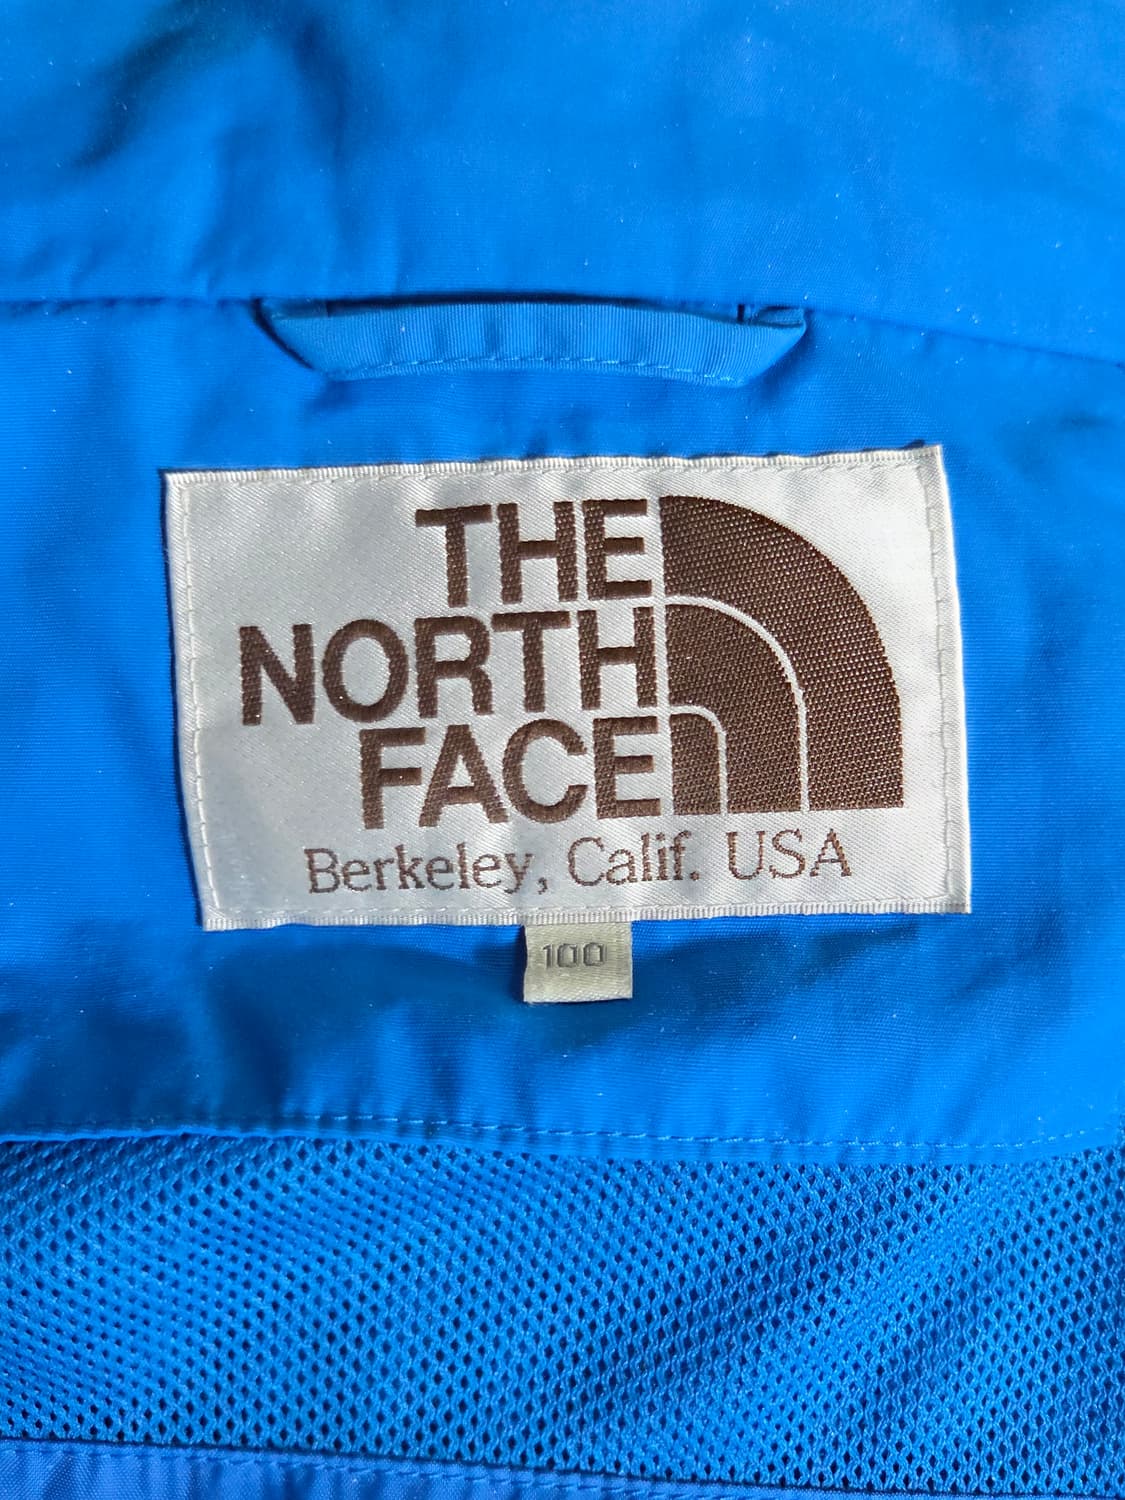 THE
NORTH
FACE
Berkeley, Calif. USA
100